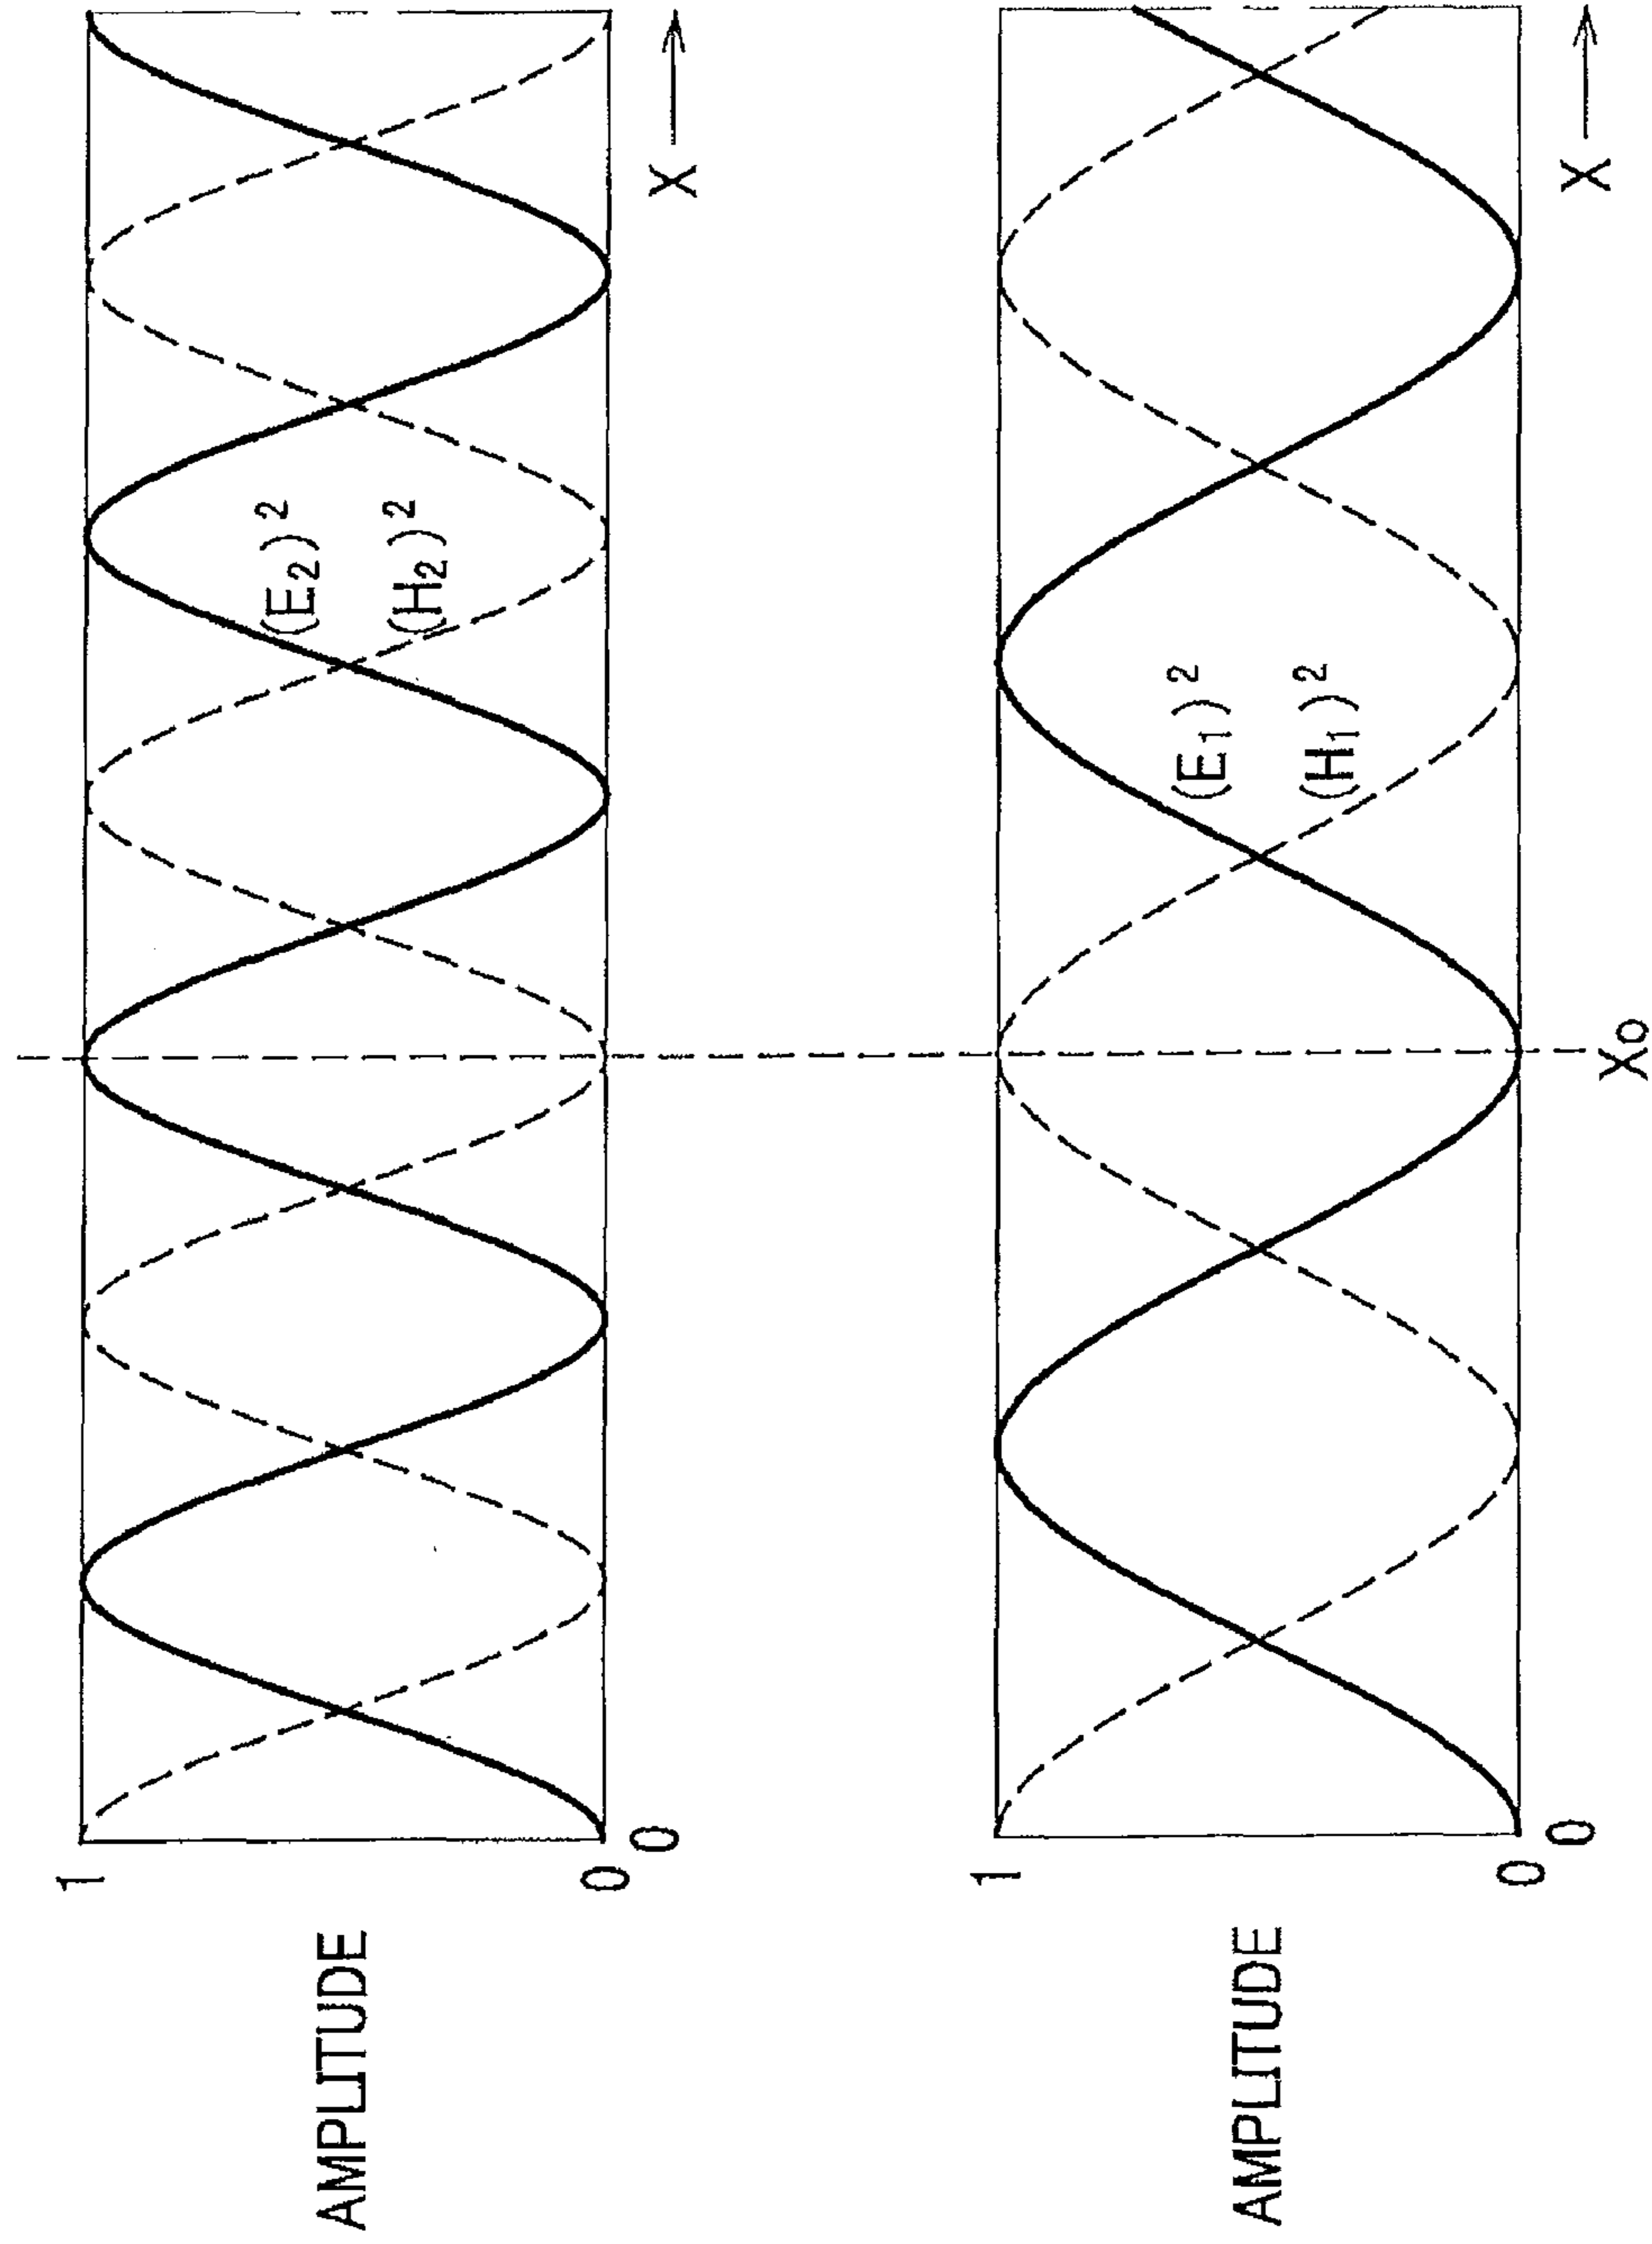 AMPLITUDE
1
0
0
(E₂)²
(H₂)²
X
AMPLITUDE
1
0
0
(E₁)²
(H₁)²
X₀
X